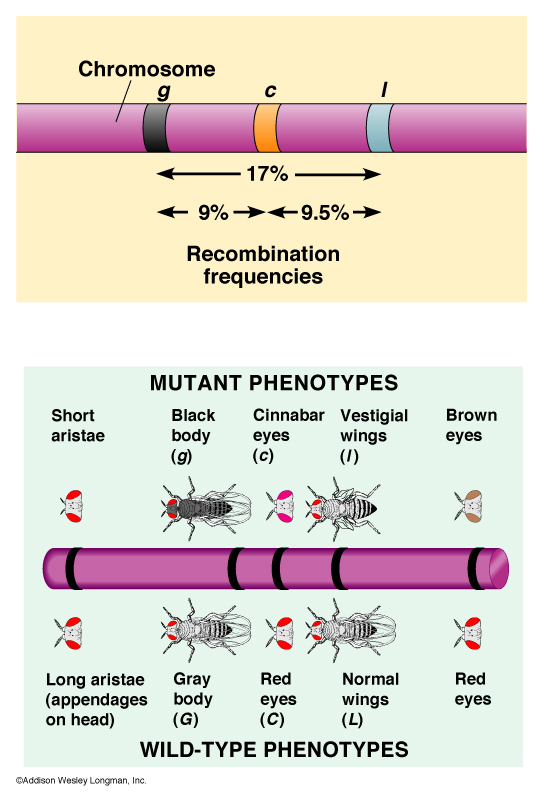 Chromosome
g c l
17%
9% 9.5%
Recombination
frequencies
MUTANT PHENOTYPES
Short
aristae
Black
body
(g)
Cinnabar
eyes
(c)
Vestigial
wings
(l)
Brown
eyes
Long aristae
(appendages
on head)
Gray
body
(G)
Red
eyes
(C)
Normal
wings
(L)
Red
eyes
WILD-TYPE PHENOTYPES
©Addison Wesley Longman, Inc.